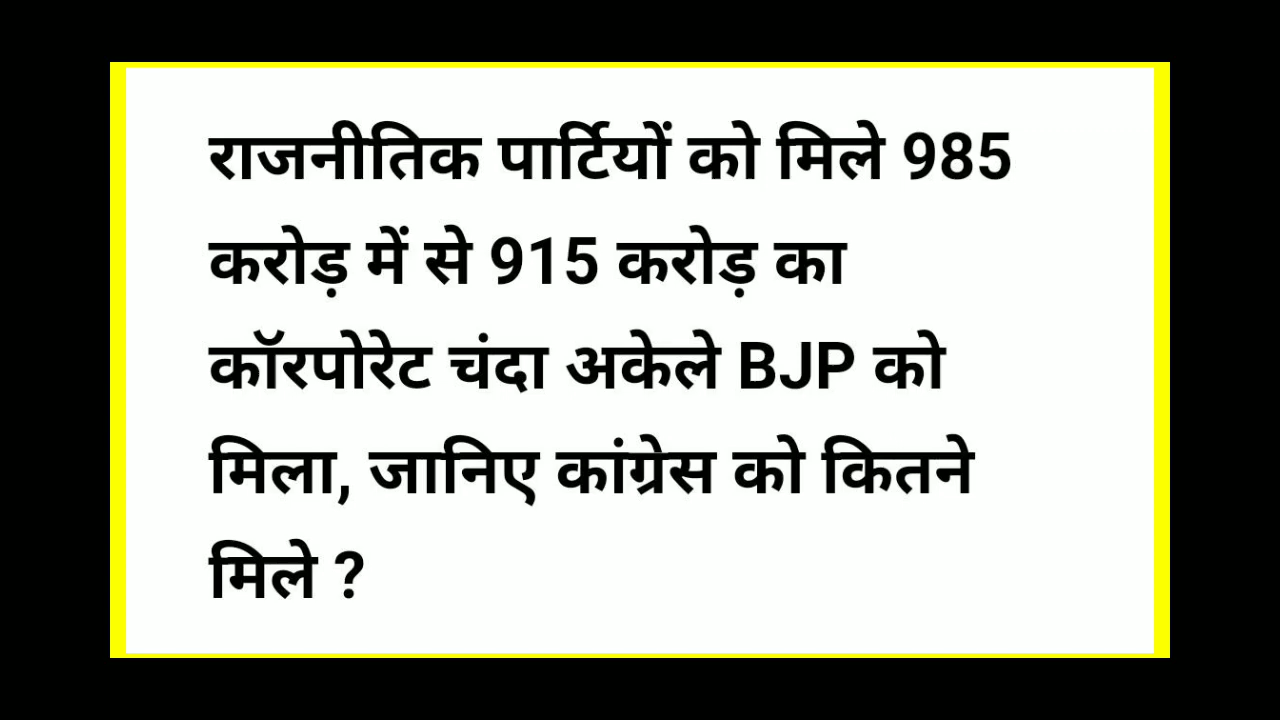 राजनीतिक पार्टियों को मिले 985
करोड़ में से 915 करोड़ का
कॉरपोरेट चंदा अकेले BJP को
मिला, जानिए कांग्रेस को कितने
मिले ?